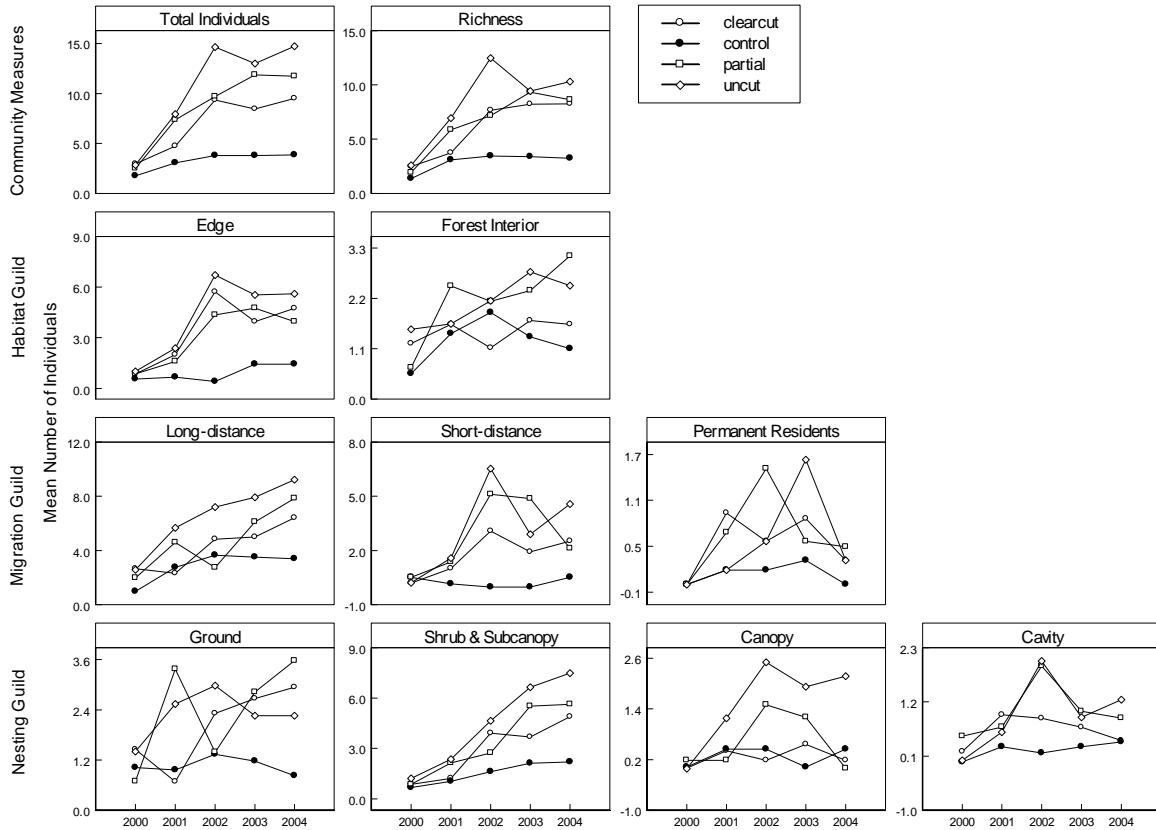 Total Individuals
Richness
clearcut
control
partial
uncut
Community Measures
15.0
10.0
5.0
0.0
15.0
10.0
5.0
0.0
Edge
Forest Interior
Habitat Guild
Mean Number of Individuals
9.0
6.0
3.0
0.0
3.3
2.2
1.1
0.0
Long-distance
Short-distance
Permanent Residents
Migration Guild
12.0
8.0
4.0
0.0
8.0
5.0
2.0
-1.0
1.7
1.1
0.5
-0.1
Ground
Shrub & Subcanopy
Canopy
Cavity
Nesting Guild
3.6
2.4
1.2
0.0
9.0
6.0
3.0
0.0
2.6
1.4
0.2
-1.0
2.3
1.2
0.1
-1.0
2000 2001 2002 2003 2004
2000 2001 2002 2003 2004
2000 2001 2002 2003 2004
2000 2001 2002 2003 2004